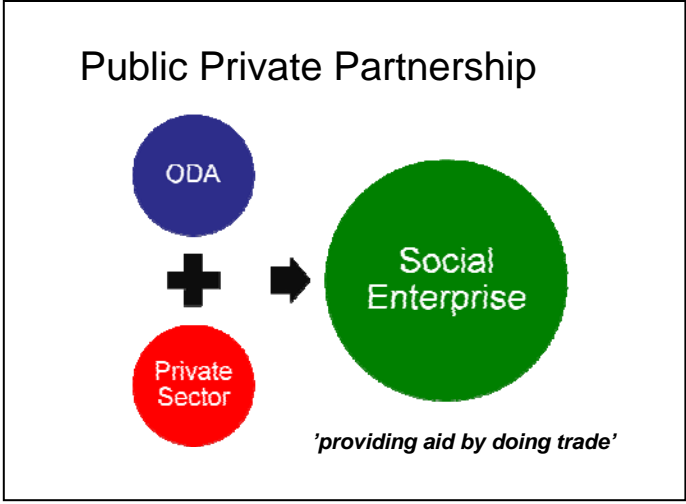 Public Private Partnership
ODA
Private
Sector
Social
Enterprise
’providing aid by doing trade’